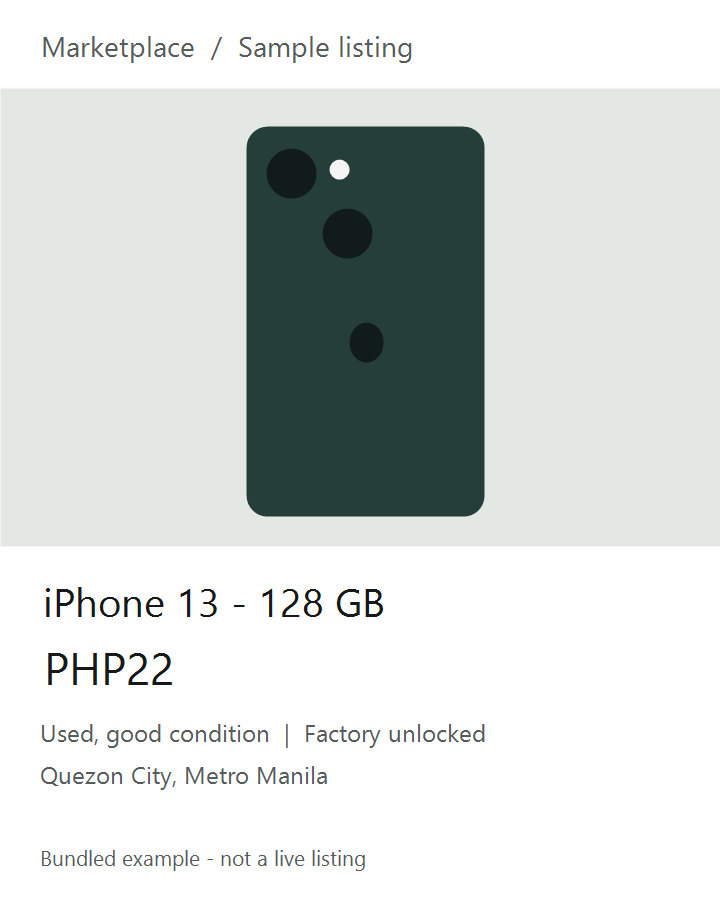 Marketplace / Sample listing
iPhone 13 - 128 GB
PHP22
Used, good condition | Factory unlocked
Quezon City, Metro Manila
Bundled example - not a live listing